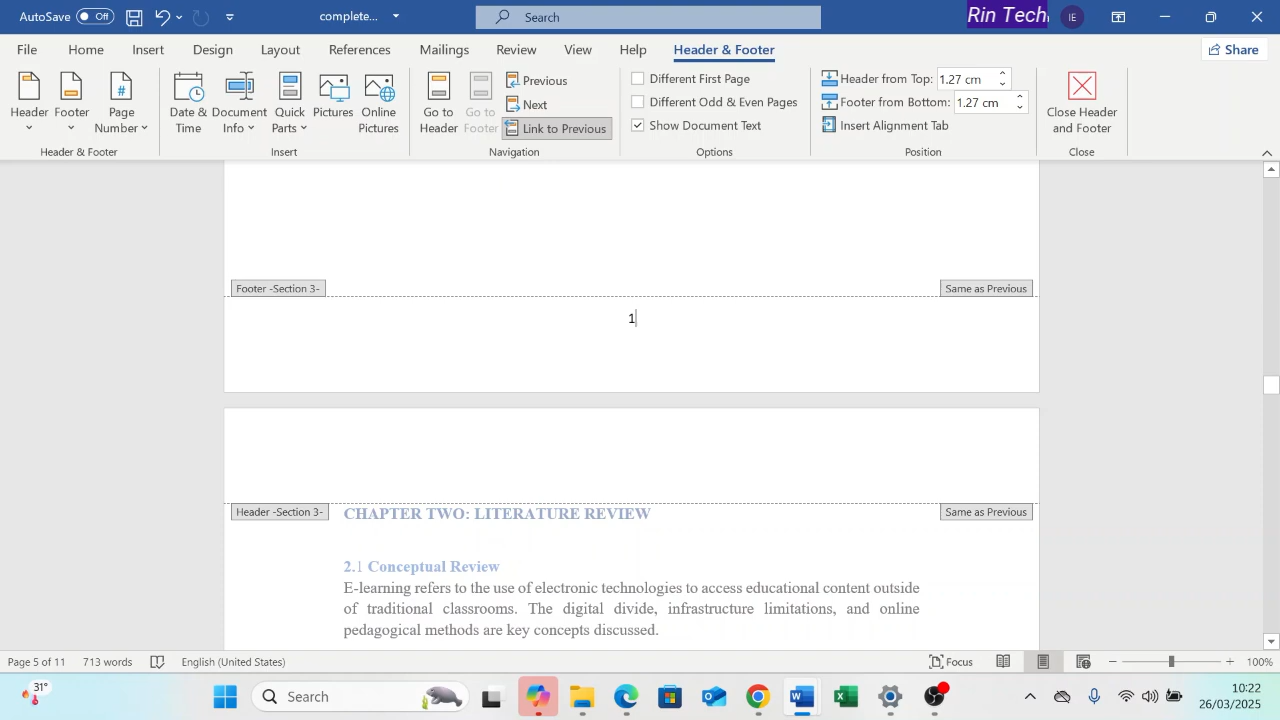 AutoSave Off complete... Search Rin Tech IE
File Home Insert Design Layout References Mailings Review View Help Header & Footer Share
Header Footer Page Number
Header & Footer
Date & Time Document Info Quick Parts Pictures Online Pictures
Insert
Go to Header Go to Footer Previous Next Link to Previous
Navigation
Different First Page
Different Odd & Even Pages
Show Document Text
Options
Header from Top: 1.27 cm
Footer from Bottom: 1.27 cm
Insert Alignment Tab
Position
Close Header and Footer
Close
Footer -Section 3- Same as Previous
1
Header -Section 3- CHAPTER TWO: LITERATURE REVIEW Same as Previous
2.1 Conceptual Review
E-learning refers to the use of electronic technologies to access educational content outside
of traditional classrooms. The digital divide, infrastructure limitations, and online
pedagogical methods are key concepts discussed.
Page 5 of 11 713 words English (United States) Focus 100%
31° Search 10:22
26/03/2025